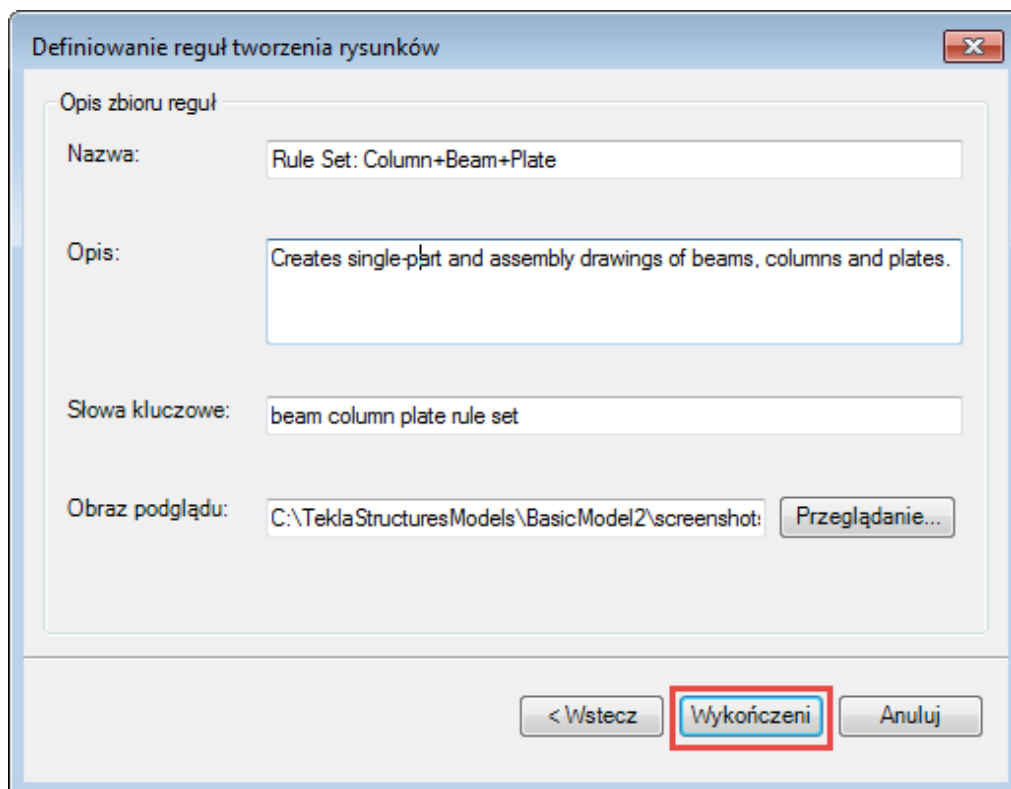 Definiowanie reguł tworzenia rysunków
Opis zbioru reguł
Nazwa: Rule Set: Column+Beam+Plate
Opis: Creates single-part and assembly drawings of beams, columns and plates.
Słowa kluczowe: beam column plate rule set
Obraz podglądu: C:\TeklaStructuresModels\BasicModel2\screenshots Przeglądanie...
< Wstecz Wykończeni Anuluj